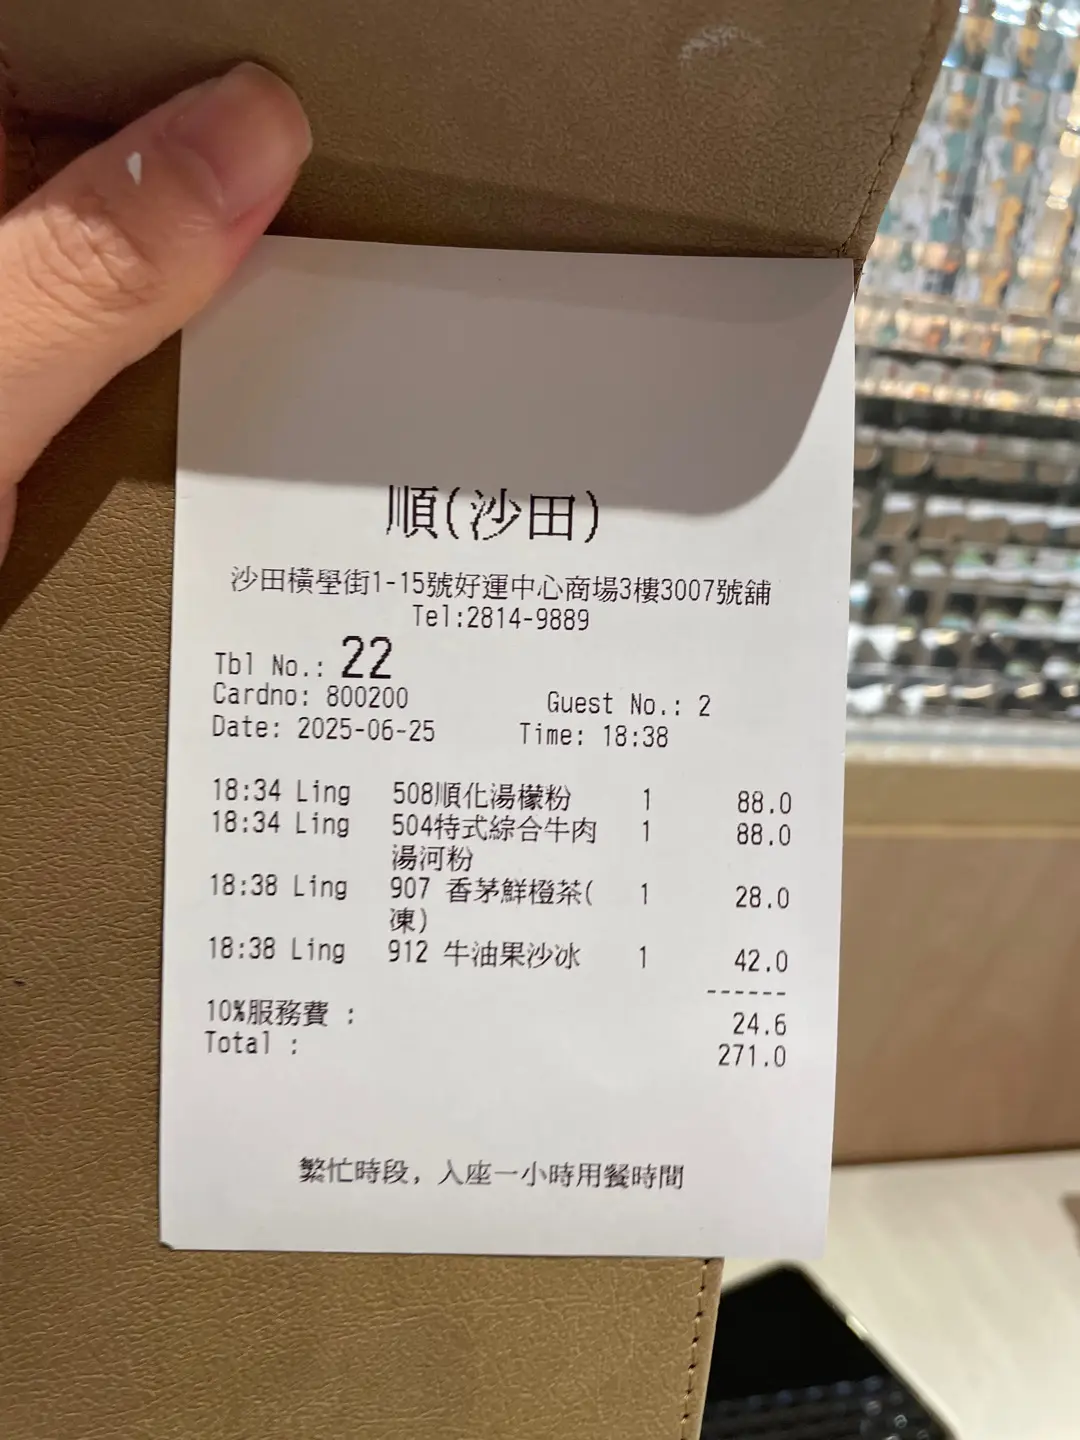 順(沙田)
沙田橫壆街1-15號好運中心商場3樓3007號舖
Tel:2814-9889
Tbl No.: 22
Cardno: 800200 Guest No.: 2
Date: 2025-06-25 Time: 18:38
18:34 Ling 508順化湯檬粉 1 88.0
18:34 Ling 504特式綜合牛肉 1 88.0
湯河粉
18:38 Ling 907 香茅鮮橙茶( 1 28.0
凍)
18:38 Ling 912 牛油果沙冰 1 42.0
------
10%服務費 : 24.6
Total : 271.0
繁忙時段, 入座一小時用餐時間